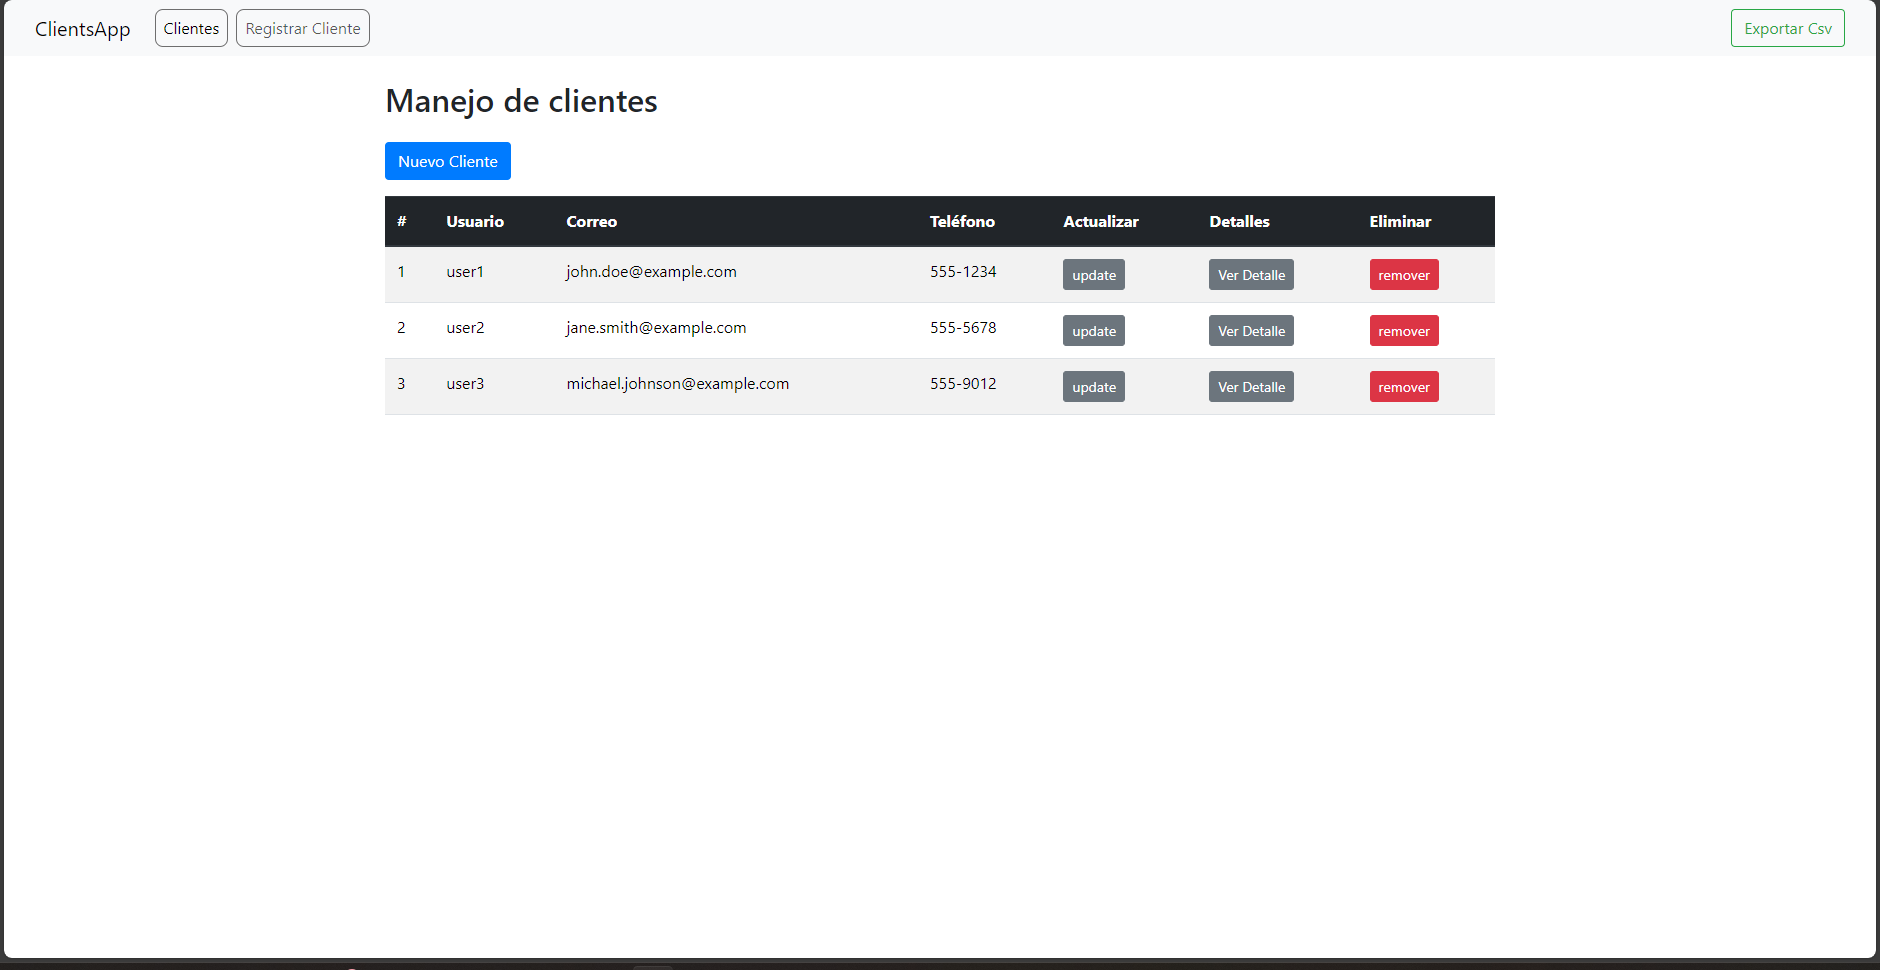 ClientsApp Clientes Registrar Cliente Exportar Csv
Manejo de clientes
Nuevo Cliente
# Usuario Correo Teléfono Actualizar Detalles Eliminar
1 user1 john.doe@example.com 555-1234 update Ver Detalle remover
2 user2 jane.smith@example.com 555-5678 update Ver Detalle remover
3 user3 michael.johnson@example.com 555-9012 update Ver Detalle remover